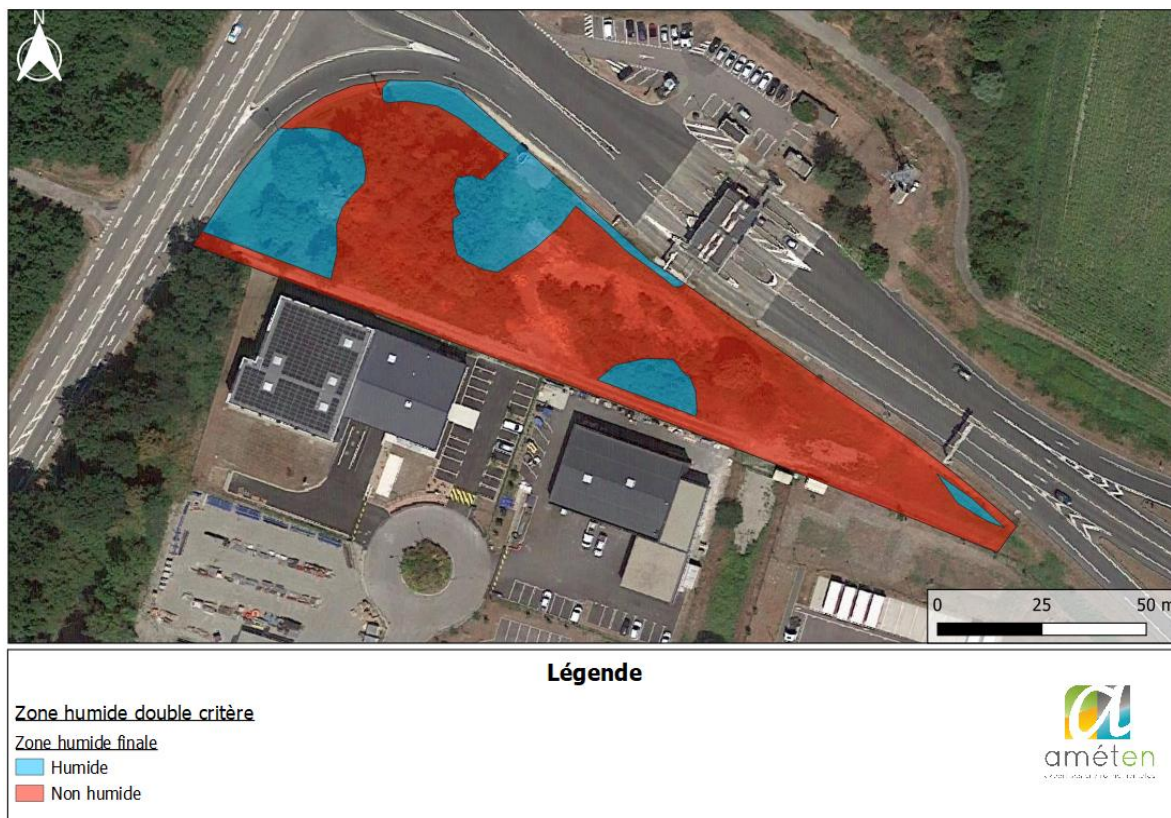 N
0 25 50 m
Légende
Zone humide double critère
Zone humide finale
Humide
Non humide
améten